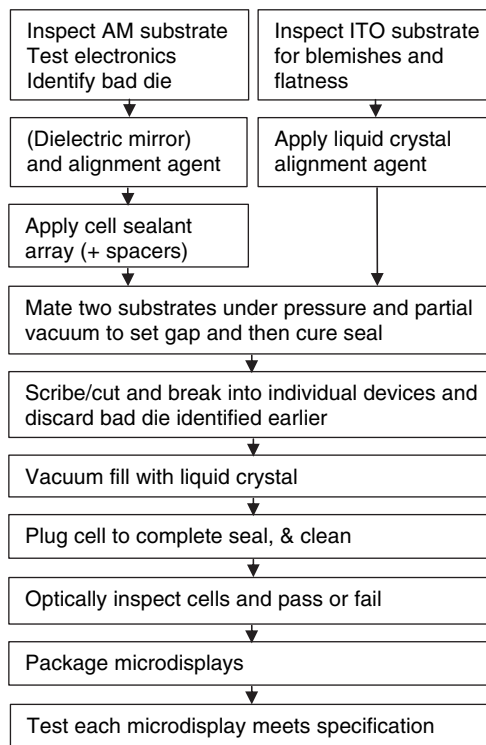 Inspect AM substrate
Test electronics
Identify bad die
Inspect ITO substrate
for blemishes and
flatness
(Dielectric mirror)
and alignment agent
Apply liquid crystal
alignment agent
Apply cell sealant
array (+ spacers)
Mate two substrates under pressure and partial
vacuum to set gap and then cure seal
Scribe/cut and break into individual devices and
discard bad die identified earlier
Vacuum fill with liquid crystal
Plug cell to complete seal, & clean
Optically inspect cells and pass or fail
Package microdisplays
Test each microdisplay meets specification